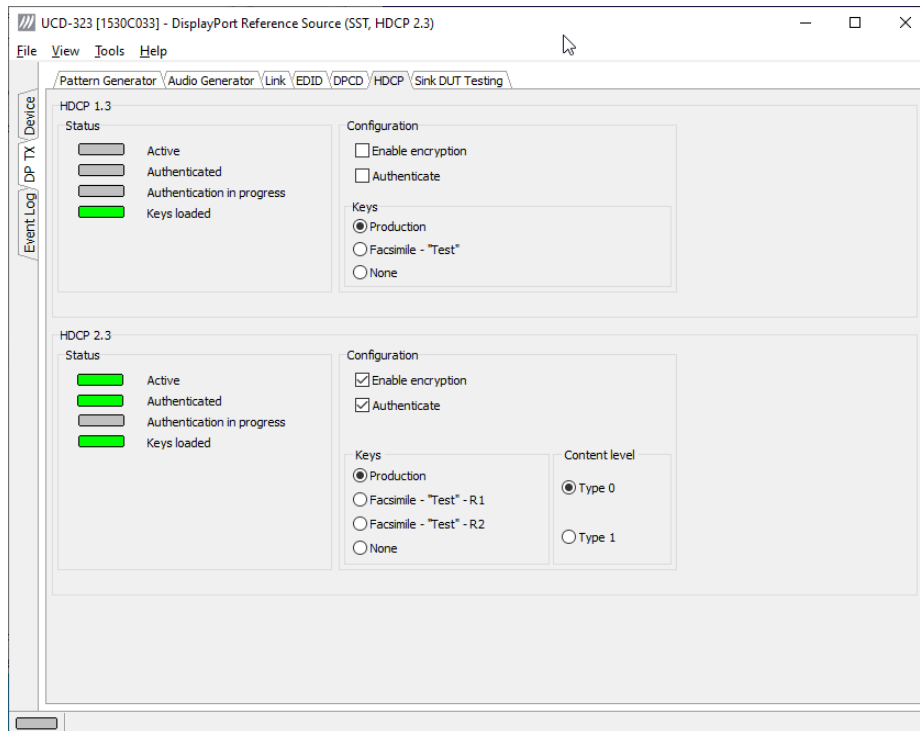 UCD-323 [1530C033] - DisplayPort Reference Source (SST, HDCP 2.3)
File View Tools Help
Pattern Generator Audio Generator Link EDID DPCD HDCP Sink DUT Testing
Device
DP TX
Event Log
HDCP 1.3
Status
Active
Authenticated
Authentication in progress
Keys loaded
Configuration
Enable encryption
Authenticate
Keys
Production
Facsimile - "Test"
None
HDCP 2.3
Status
Active
Authenticated
Authentication in progress
Keys loaded
Configuration
Enable encryption
Authenticate
Keys
Production
Facsimile - "Test" - R1
Facsimile - "Test" - R2
None
Content level
Type 0
Type 1